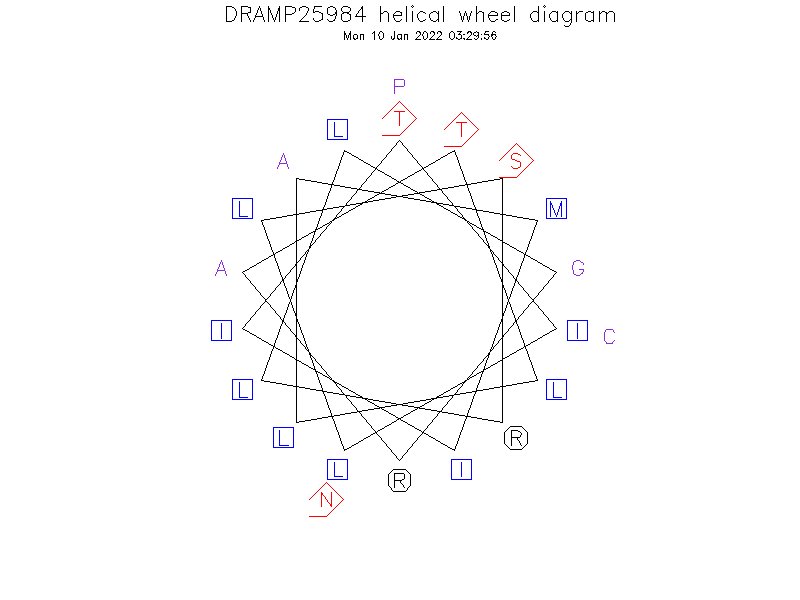 DRAMP25984 helical wheel diagram
Mon 10 Jan 2022 03:29:56
P
L T T
A S
L M
A G
I I C
L L
L R
L R I
N